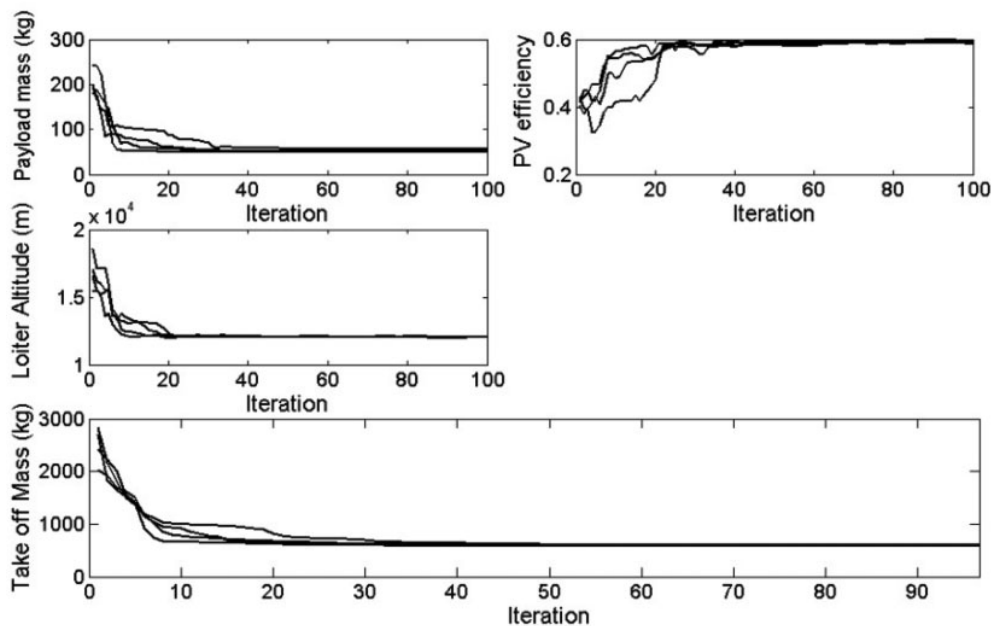 Payload mass (kg)
300
200
100
0
0 20 40 60 80 100
Iteration
PV efficiency
0.6
0.4
0.2
0 20 40 60 80 100
Iteration
Loiter Altitude (m)
x 10⁴
2
1.5
1
0 20 40 60 80 100
Iteration
Take off Mass (kg)
3000
2000
1000
0
0 10 20 30 40 50 60 70 80 90
Iteration